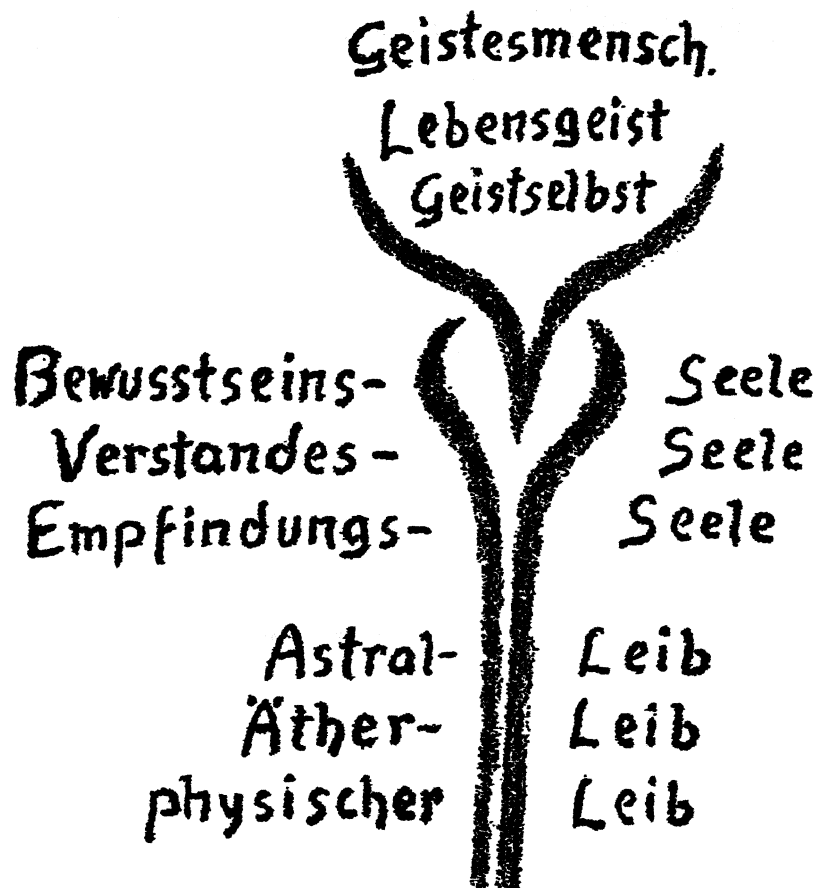 Geistesmensch.
Lebensgeist
Geistselbst
Bewusstseins- Seele
Verstandes- Seele
Empfindungs- Seele
Astral- Leib
Äther- Leib
physischer Leib